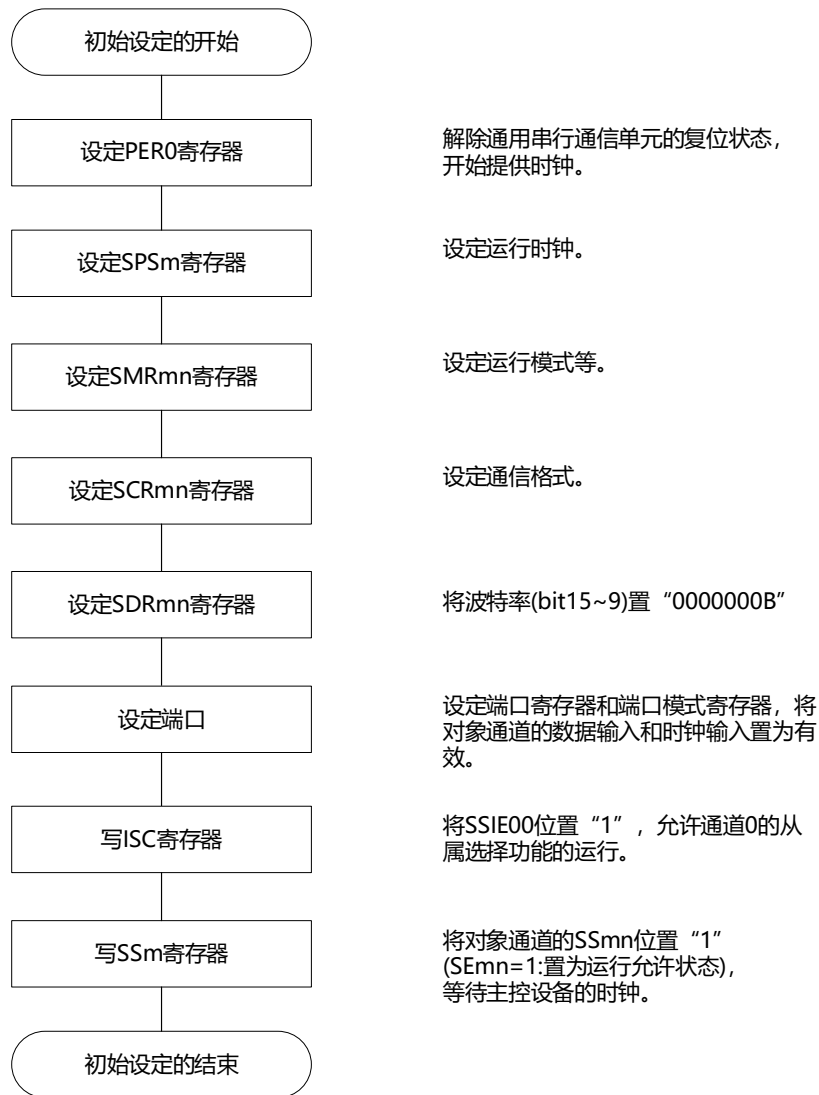 初始设定的开始
设定PER0寄存器
解除通用串行通信单元的复位状态，
开始提供时钟。
设定SPSm寄存器
设定运行时钟。
设定SMRmn寄存器
设定运行模式等。
设定SCRmn寄存器
设定通信格式。
设定SDRmn寄存器
将波特率(bit15~9)置“0000000B”
设定端口
设定端口寄存器和端口模式寄存器，将
对象通道的数据输入和时钟输入置为有
效。
写ISC寄存器
将SSIE00位置“1”，允许通道0的从
属选择功能的运行。
写SSm寄存器
将对象通道的SSmn位置“1”
(SEmn=1:置为运行允许状态)，
等待主控设备的时钟。
初始设定的结束